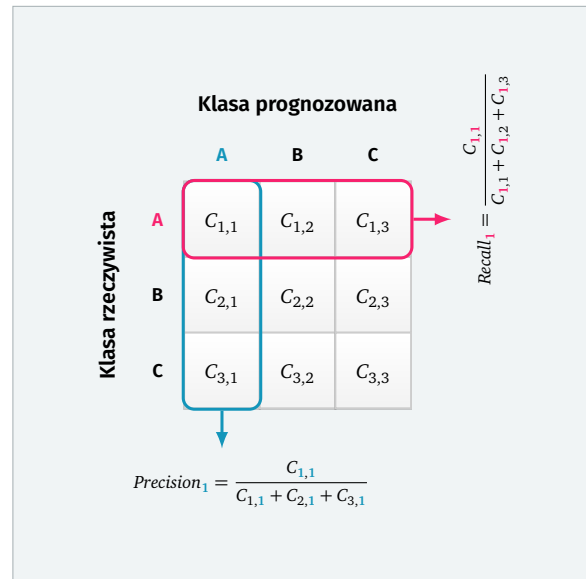 Klasa prognozowana
A B C
Klasa rzeczywista
A C1,1 C1,2 C1,3
B C2,1 C2,2 C2,3
C C3,1 C3,2 C3,3
Recall1 = C1,1 / C1,1 + C1,2 + C1,3
Precision1 = C1,1 / C1,1 + C2,1 + C3,1